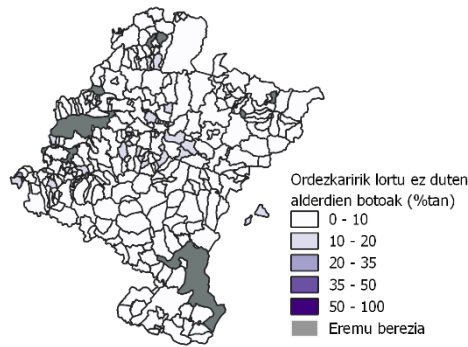 Ordezkaririk lortu ez duten
alderdien botoak (%tan)
0 - 10
10 - 20
20 - 35
35 - 50
50 - 100
Eremu berezia